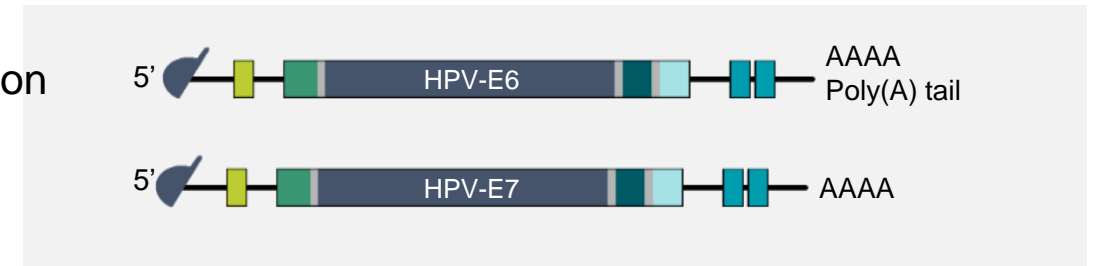 on
5’
HPV-E6
AAAA
Poly(A) tail
5’
HPV-E7
AAAA